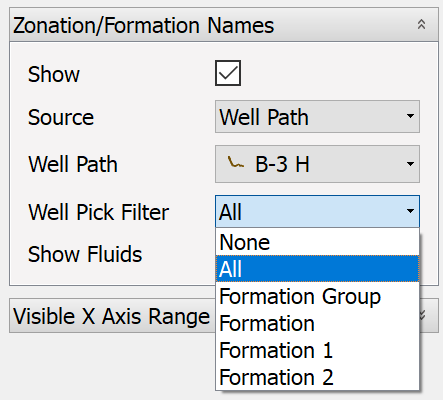 Zonation/Formation Names
Show
Source Well Path
Well Path B-3 H
Well Pick Filter All
None
Show Fluids
All
Formation Group
Visible X Axis Range
Formation
Formation 1
Formation 2